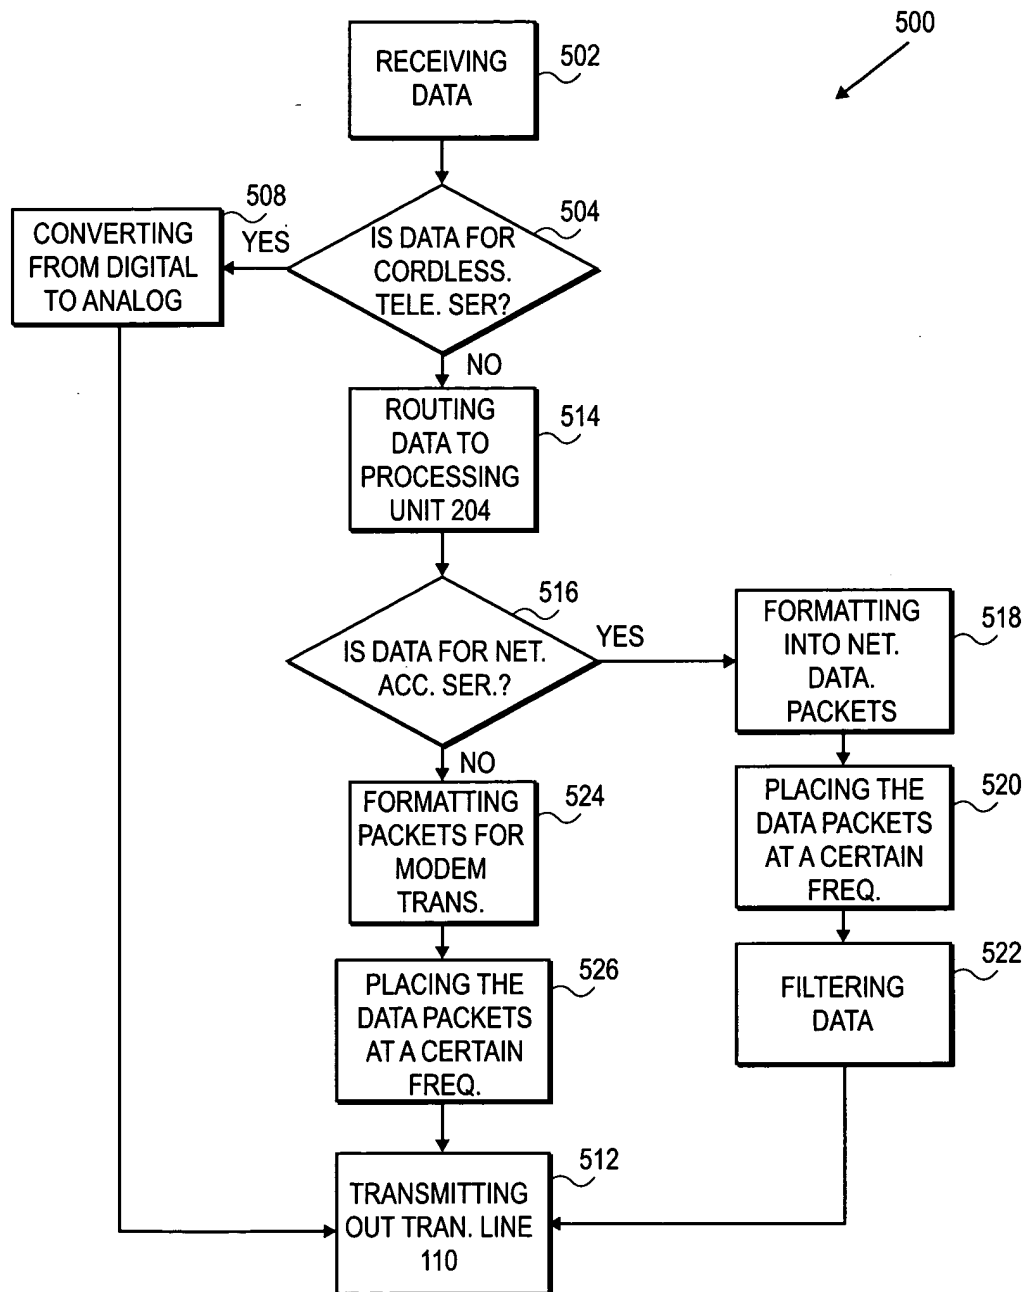 500
RECEIVING
DATA
502
IS DATA FOR
CORDLESS.
TELE. SER?
504
YES
CONVERTING
FROM DIGITAL
TO ANALOG
508
NO
ROUTING
DATA TO
PROCESSING
UNIT 204
514
IS DATA FOR NET.
ACC. SER.?
516
YES
FORMATTING
INTO NET.
DATA.
PACKETS
518
NO
FORMATTING
PACKETS FOR
MODEM
TRANS.
524
PLACING THE
DATA PACKETS
AT A CERTAIN
FREQ.
520
PLACING THE
DATA PACKETS
AT A CERTAIN
FREQ.
526
FILTERING
DATA
522
TRANSMITTING
OUT TRAN. LINE
110
512